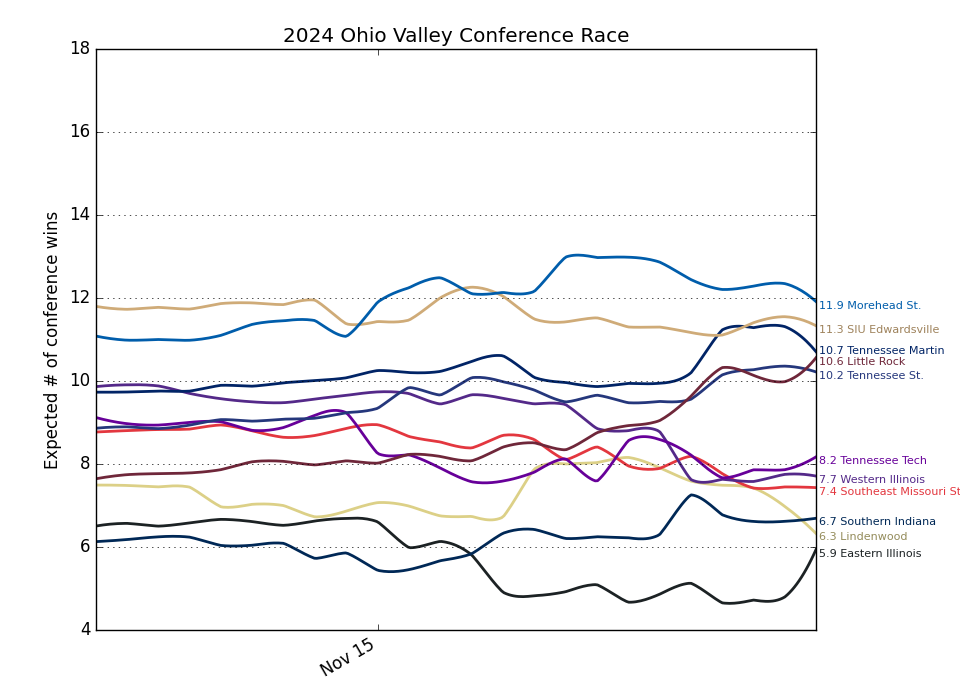 2024 Ohio Valley Conference Race
Expected # of conference wins
18
16
14
12
10
8
6
4
Nov 15
11.9 Morehead St.
11.3 SIU Edwardsville
10.7 Tennessee Martin
10.6 Little Rock
10.2 Tennessee St.
8.2 Tennessee Tech
7.7 Western Illinois
7.4 Southeast Missouri St
6.7 Southern Indiana
6.3 Lindenwood
5.9 Eastern Illinois